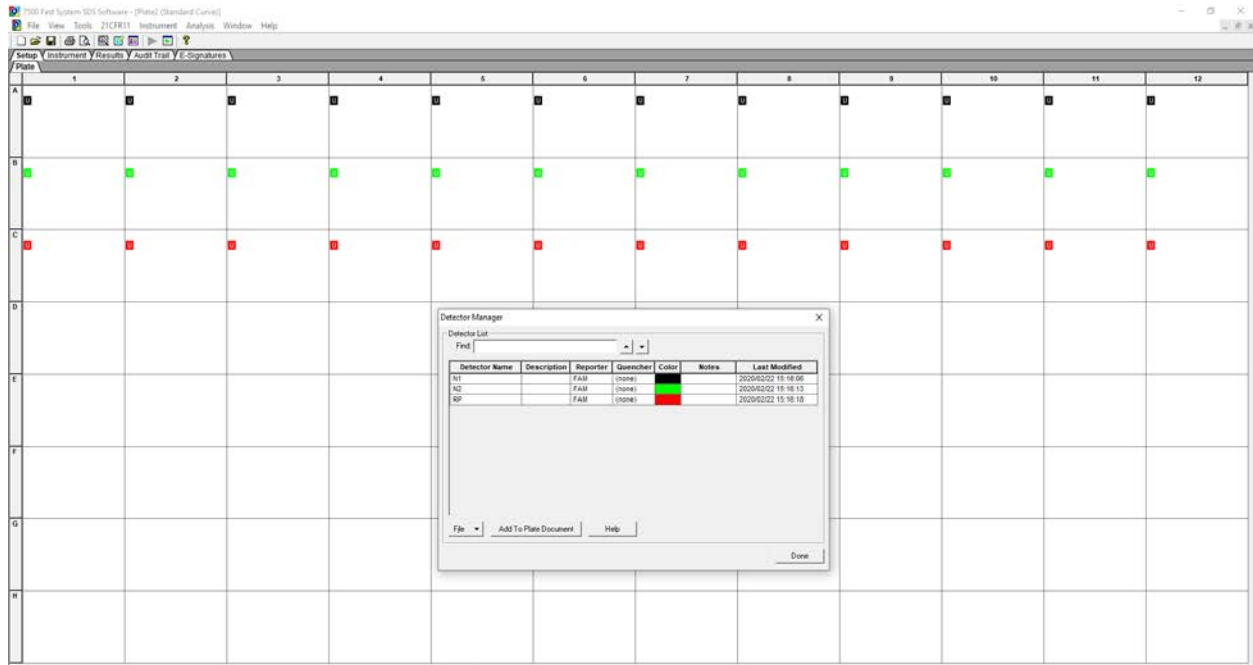 7500 Fast System SDS Software - [Plate2 (Standard Curve)]
File View Tools 21CFR11 Instrument Analysis Window Help
Setup Instrument Results Audit Trail E-Signatures
Plate
1 2 3 4 5 6 7 8 9 10 11 12
A
U U U U U U U U U U U U
B
U U U U U U U U U U U U
C
U U U U U U U U U U U U
D
Detector Manager
Detector List
Find:
Detector Name Description Reporter Quencher Color Notes Last Modified
E
N1 FAM (none) 2020/02/22 15:16:06
N2 FAM (none) 2020/02/22 15:16:13
RP FAM (none) 2020/02/22 15:16:18
F
G
File Add To Plate Document Help
Done
H